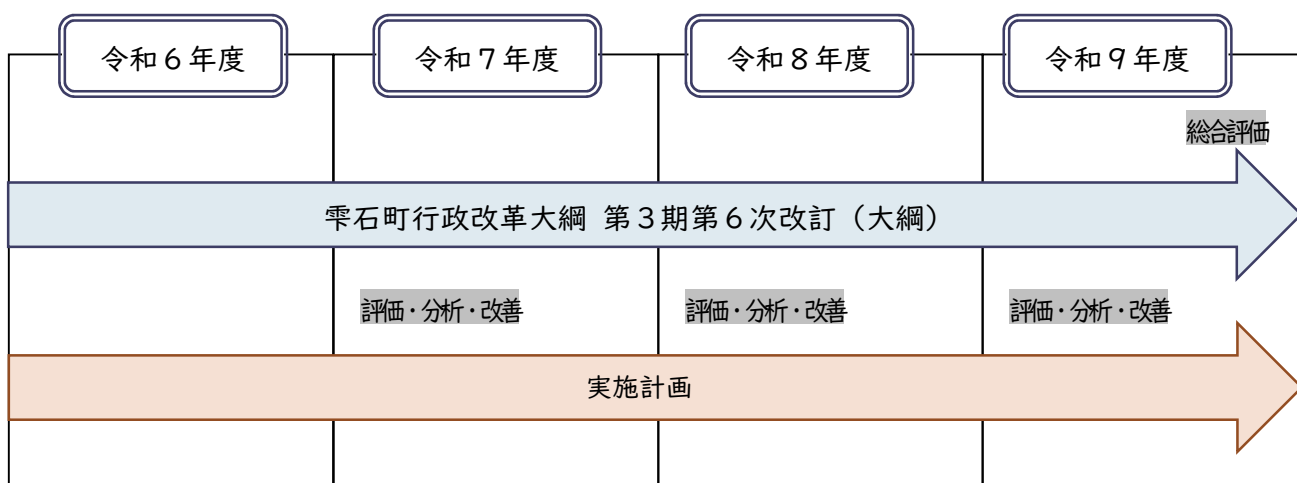 令和６年度
令和７年度
令和８年度
令和９年度
総合評価
雫石町行政改革大綱 第３期第６次改訂（大綱）
評価・分析・改善
評価・分析・改善
評価・分析・改善
実施計画